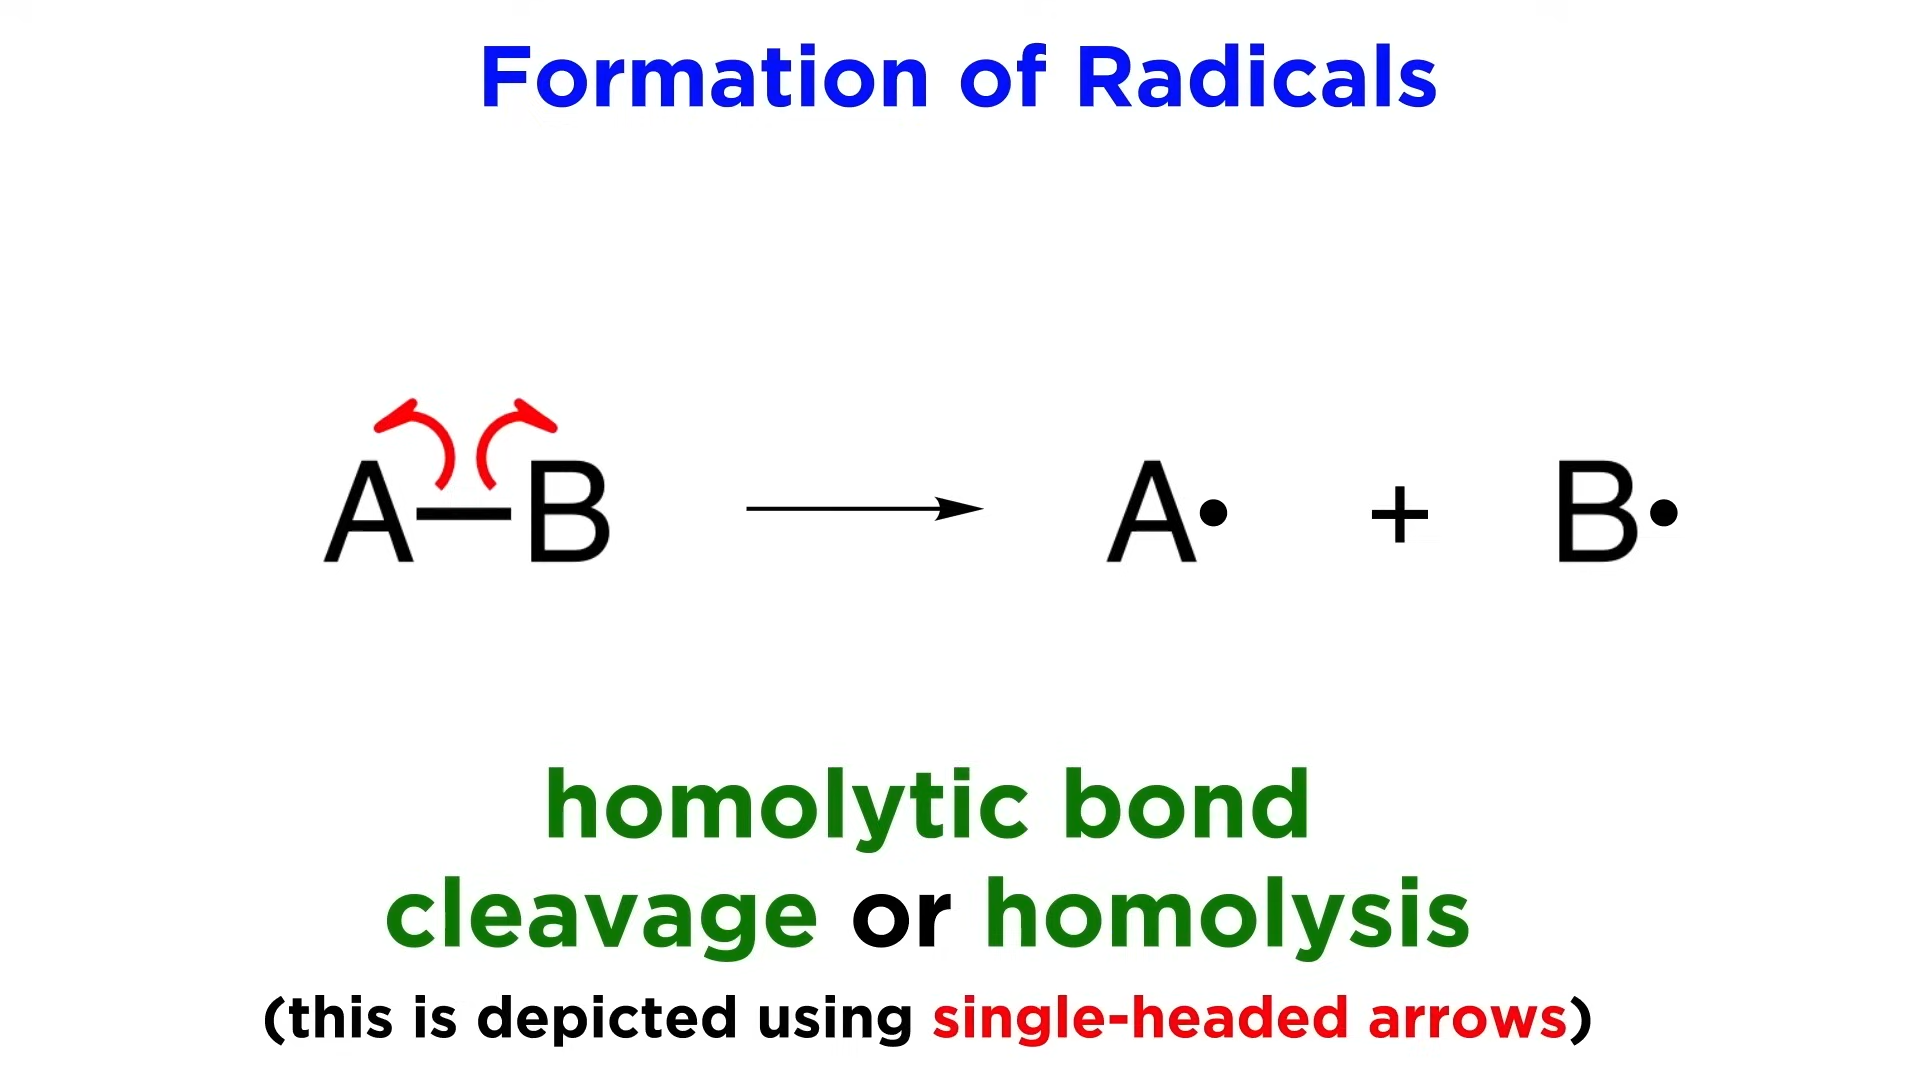 Formation of Radicals
A—B A• + B•
homolytic bond
cleavage or homolysis
(this is depicted using single-headed arrows)